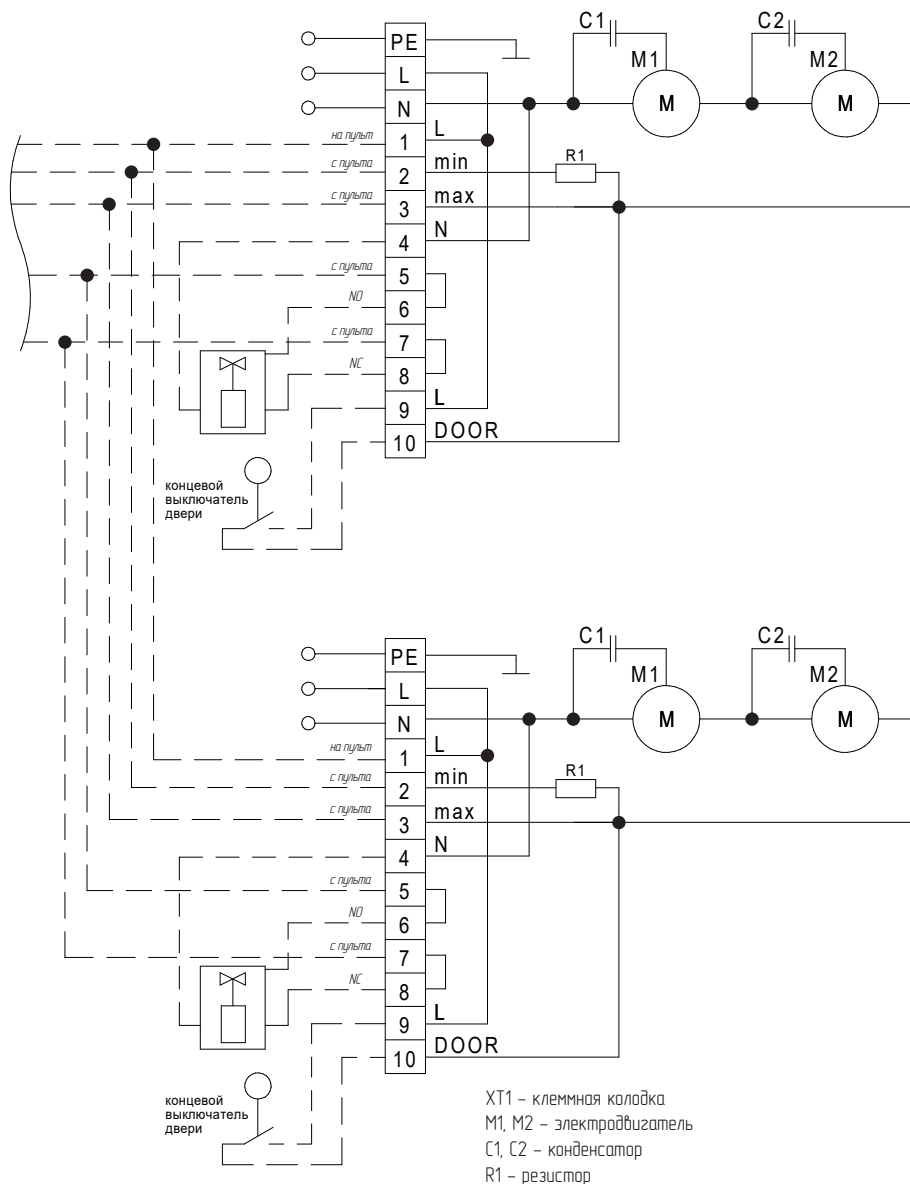 C1
C2
PE
M1
M2
L
M
M
N
на пульт
1
L
с пульта
2
min
R1
с пульта
3
max
4
N
с пульта
5
NO
6
с пульта
7
NC
8
9
L
10
DOOR
концевой
выключатель
двери
C1
C2
PE
M1
M2
L
M
M
N
на пульт
1
L
с пульта
2
min
R1
с пульта
3
max
4
N
с пульта
5
NO
6
с пульта
7
NC
8
9
L
10
DOOR
концевой
выключатель
двери
XT1 – клеммная колодка
M1, M2 – электродвигатель
C1, C2 – конденсатор
R1 – резистор